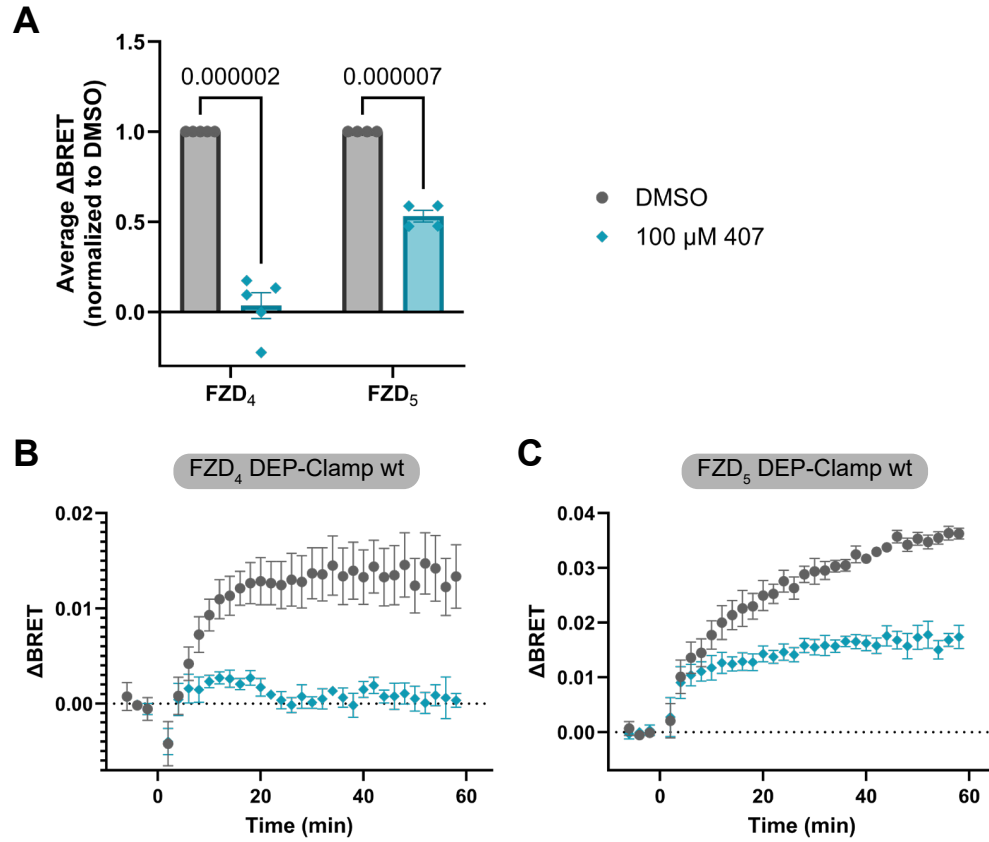 A
1.5
1.0
0.5
0.0
Average ΔBRET
(normalized to DMSO)
0.000002
0.000007
FZD4
FZD5
DMSO
100 µM 407
B
FZD4 DEP-Clamp wt
0.02
0.01
0.00
ΔBRET
0
20
40
60
Time (min)
C
FZD5 DEP-Clamp wt
0.04
0.03
0.02
0.01
0.00
ΔBRET
0
20
40
60
Time (min)